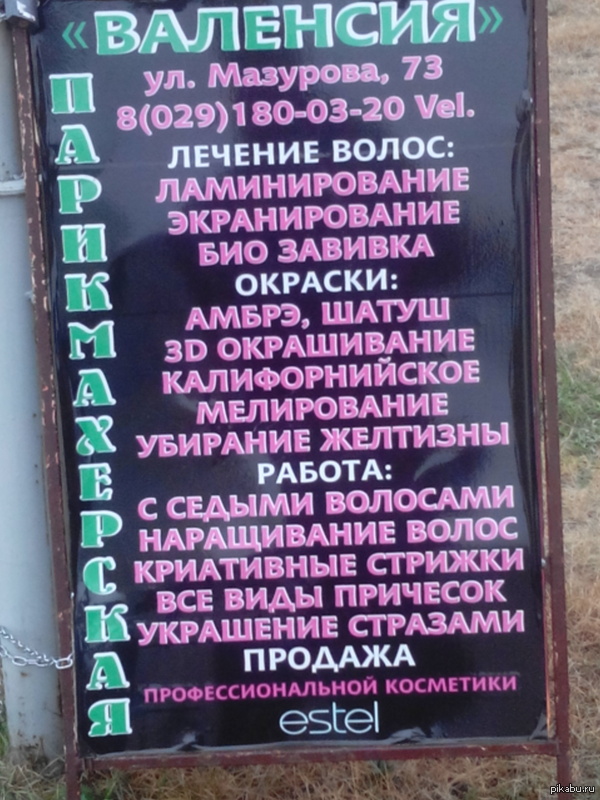 «ВАЛЕНСИЯ»
ПАРИКМАХЕРСКАЯ
ул. Мазурова, 73
8(029)180-03-20 Vel.
ЛЕЧЕНИЕ ВОЛОС:
ЛАМИНИРОВАНИЕ
ЭКРАНИРОВАНИЕ
БИО ЗАВИВКА
ОКРАСКИ:
АМБРЭ, ШАТУШ
3D ОКРАШИВАНИЕ
КАЛИФОРНИЙСКОЕ
МЕЛИРОВАНИЕ
УБИРАНИЕ ЖЕЛТИЗНЫ
РАБОТА:
С СЕДЫМИ ВОЛОСАМИ
НАРАЩИВАНИЕ ВОЛОС
КРИАТИВНЫЕ СТРИЖКИ
ВСЕ ВИДЫ ПРИЧЕСОК
УКРАШЕНИЕ СТРАЗАМИ
ПРОДАЖА
ПРОФЕССИОНАЛЬНОЙ КОСМЕТИКИ
estel
pikabu.ru